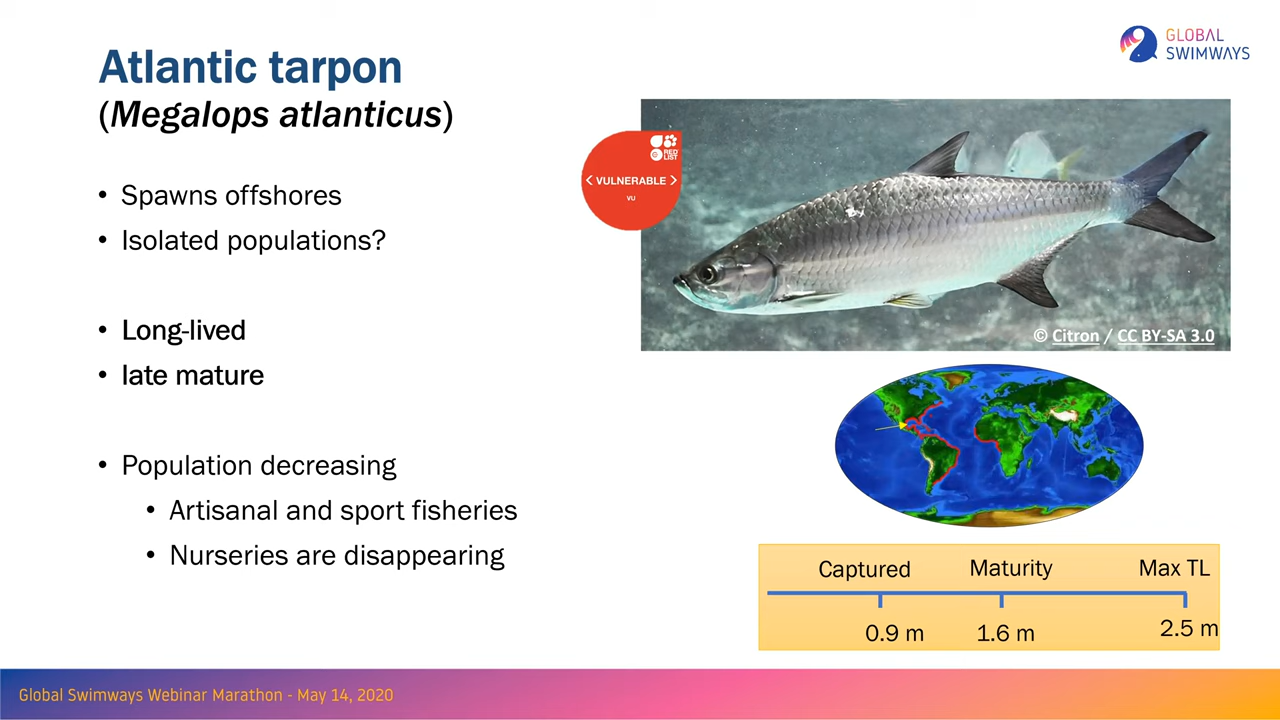 Atlantic tarpon
(Megalops atlanticus)
• Spawns offshores
• Isolated populations?
• Long-lived
• late mature
• Population decreasing
• Artisanal and sport fisheries
• Nurseries are disappearing
GLOBAL
SWIMWAYS
RED
LIST
< VULNERABLE >
VU
© Citron / CC BY-SA 3.0
Captured Maturity Max TL
0.9 m 1.6 m 2.5 m
Global Swimways Webinar Marathon - May 14, 2020